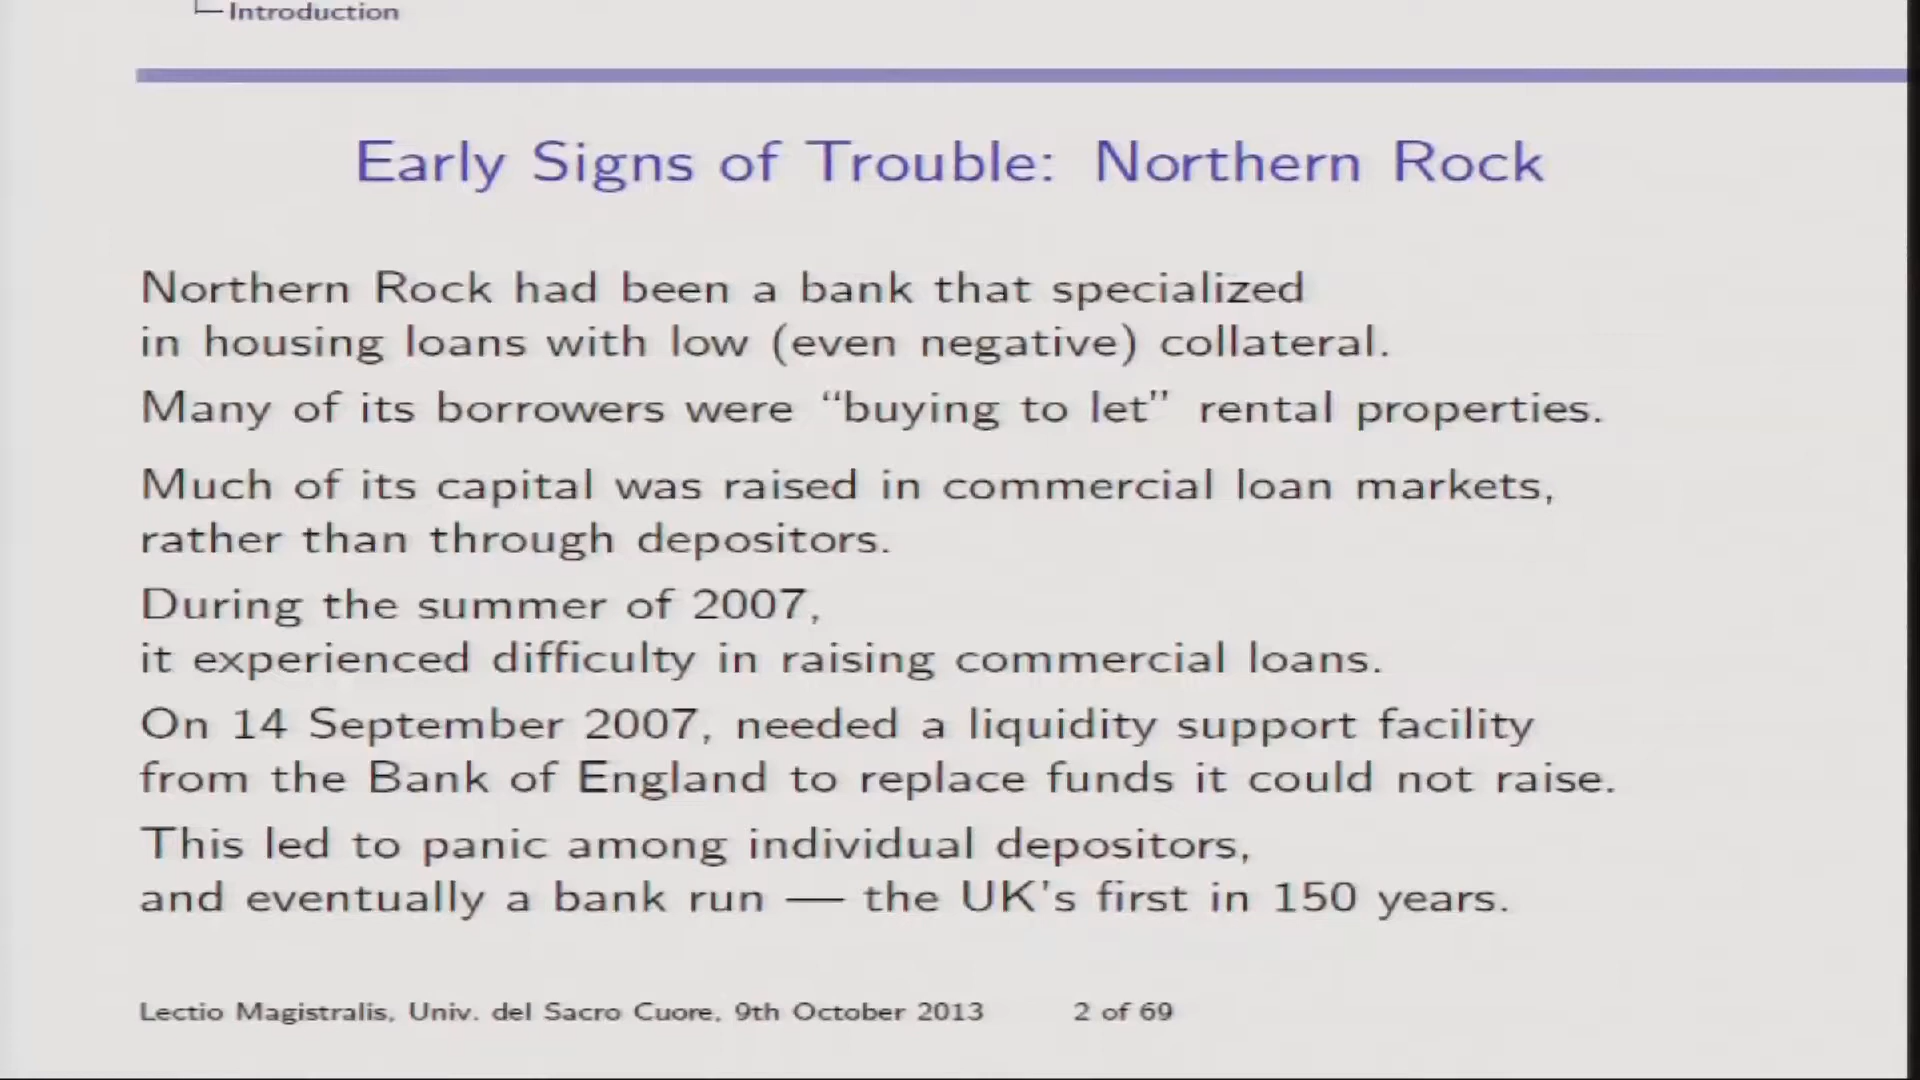 Introduction
Early Signs of Trouble: Northern Rock
Northern Rock had been a bank that specialized
in housing loans with low (even negative) collateral.
Many of its borrowers were “buying to let” rental properties.
Much of its capital was raised in commercial loan markets,
rather than through depositors.
During the summer of 2007,
it experienced difficulty in raising commercial loans.
On 14 September 2007, needed a liquidity support facility
from the Bank of England to replace funds it could not raise.
This led to panic among individual depositors,
and eventually a bank run — the UK's first in 150 years.
Lectio Magistralis, Univ. del Sacro Cuore, 9th October 2013 2 of 69